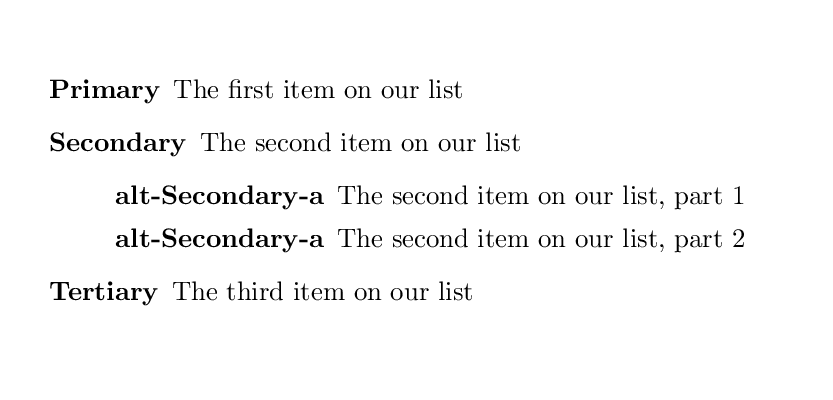 Primary The first item on our list
Secondary The second item on our list
alt-Secondary-a The second item on our list, part 1
alt-Secondary-a The second item on our list, part 2
Tertiary The third item on our list